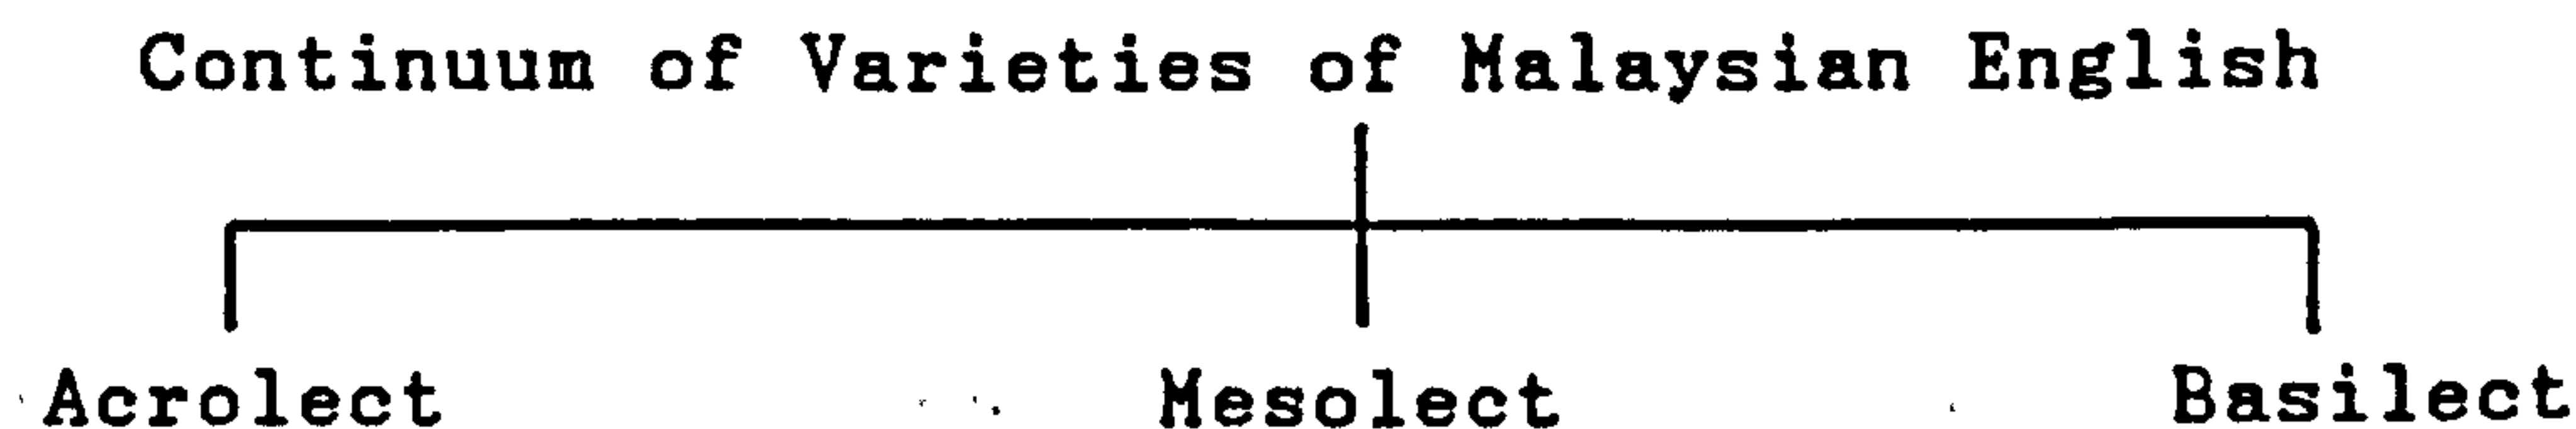 Continuum of Varieties of Malaysian English
Acrolect Mesolect Basilect